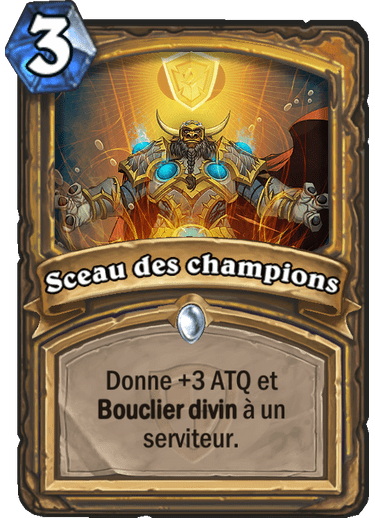 3
Sceau des champions
Donne +3 ATQ et
Bouclier divin à un
serviteur.